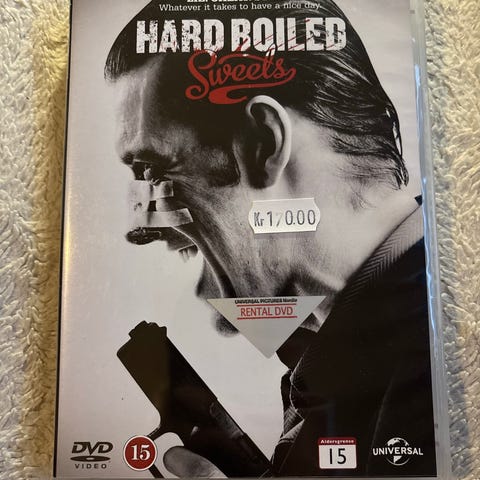 Whatever it takes to have a nice day
HARD BOILED
Sweets
Kr 170.00
UNIVERSAL PICTURES Nordic
RENTAL DVD
DVD
VIDEO
15
Aldersgrense
15
UNIVERSAL